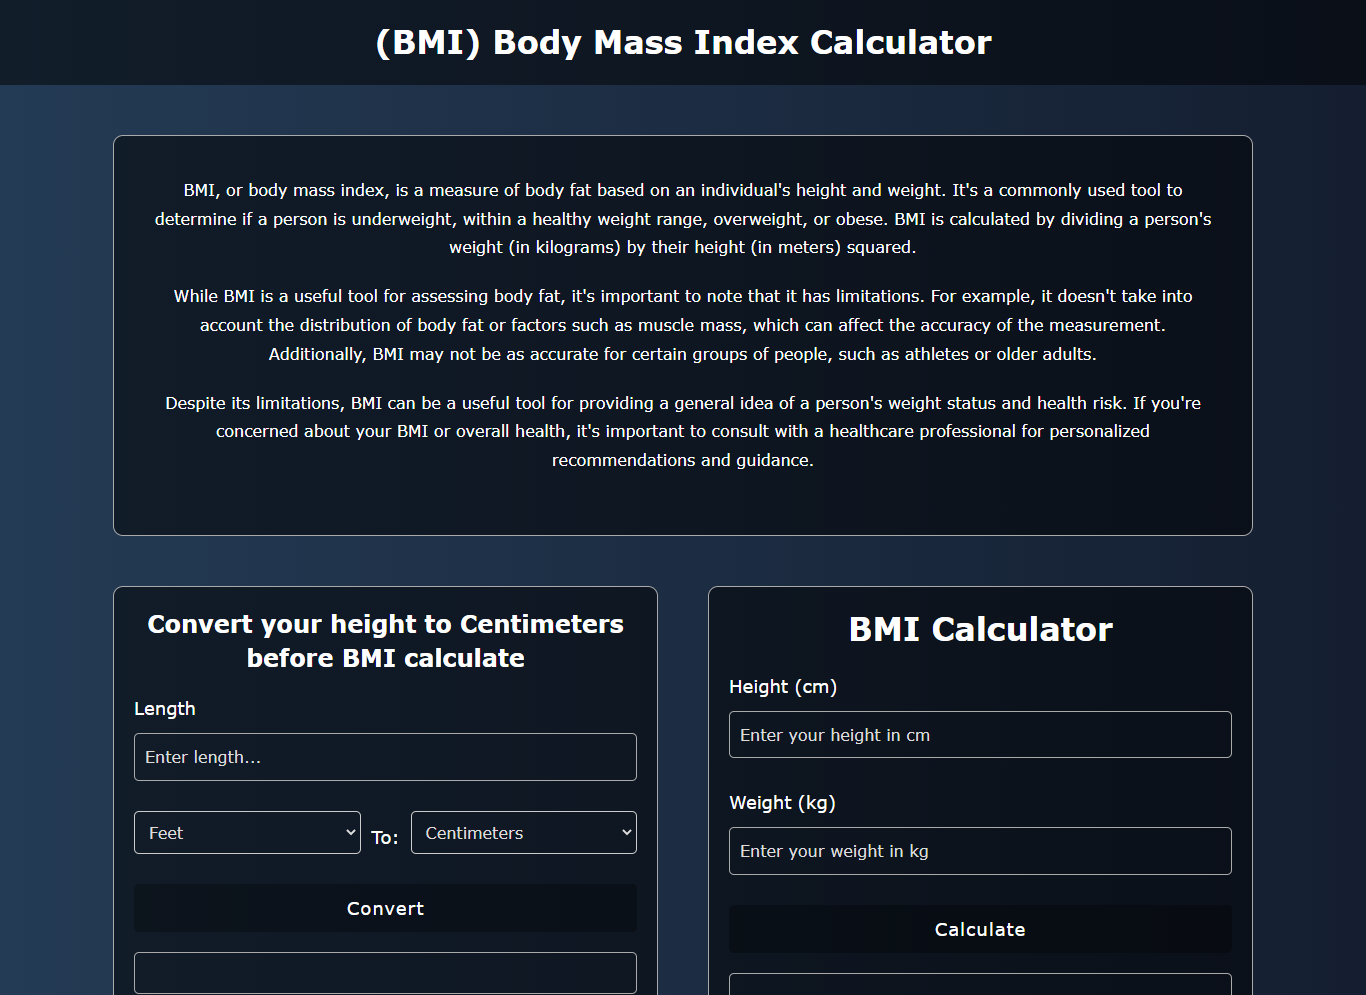 (BMI) Body Mass Index Calculator
BMI, or body mass index, is a measure of body fat based on an individual's height and weight. It's a commonly used tool to
determine if a person is underweight, within a healthy weight range, overweight, or obese. BMI is calculated by dividing a person's
weight (in kilograms) by their height (in meters) squared.
While BMI is a useful tool for assessing body fat, it's important to note that it has limitations. For example, it doesn't take into
account the distribution of body fat or factors such as muscle mass, which can affect the accuracy of the measurement.
Additionally, BMI may not be as accurate for certain groups of people, such as athletes or older adults.
Despite its limitations, BMI can be a useful tool for providing a general idea of a person's weight status and health risk. If you're
concerned about your BMI or overall health, it's important to consult with a healthcare professional for personalized
recommendations and guidance.
Convert your height to Centimeters
before BMI calculate
Length
Enter length...
Feet
To:
Centimeters
Convert
BMI Calculator
Height (cm)
Enter your height in cm
Weight (kg)
Enter your weight in kg
Calculate